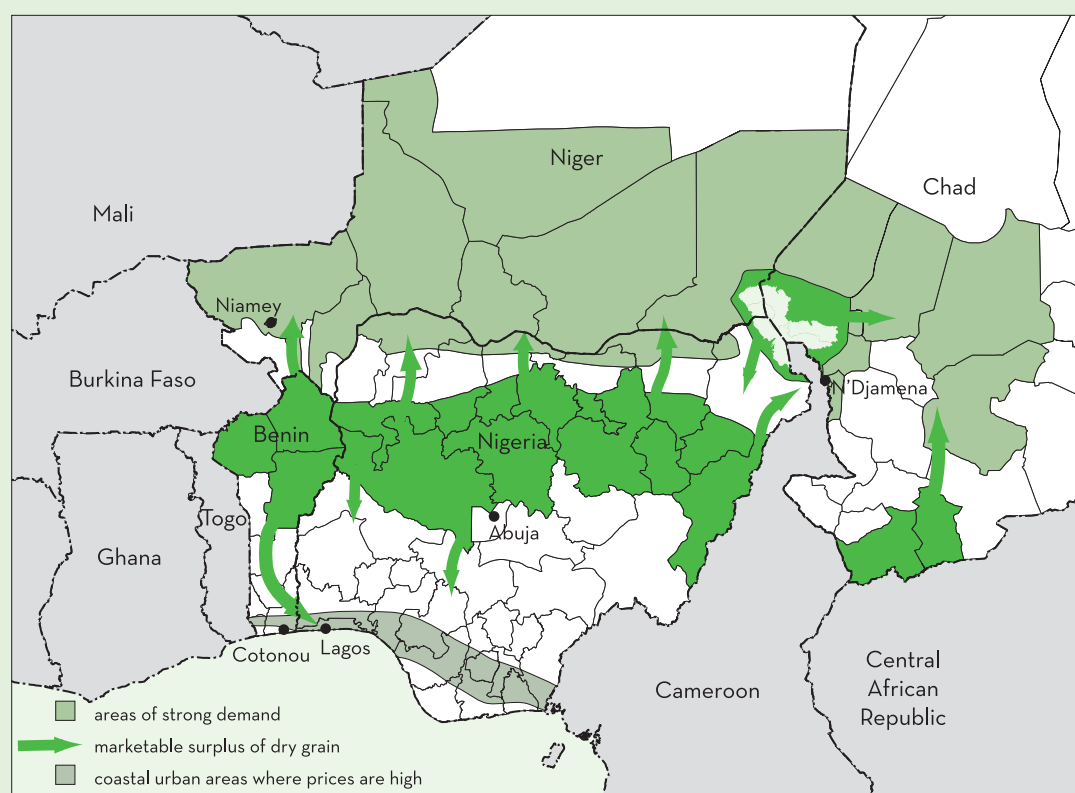 Niger
Chad
Mali
Niamey
Burkina Faso
N'Djamena
Benin
Nigeria
Togo
Abuja
Ghana
Cotonou
Lagos
Cameroon
Central
African
Republic
areas of strong demand
marketable surplus of dry grain
coastal urban areas where prices are high